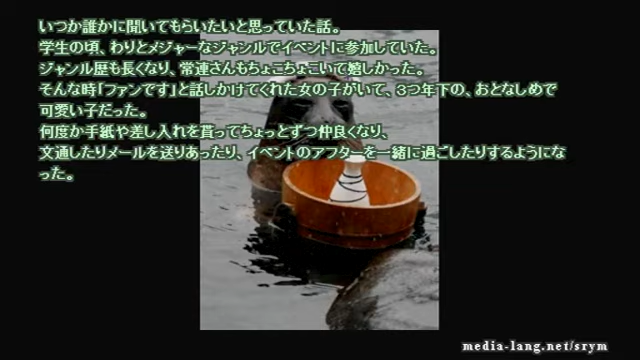 いつか誰かに聞いてもらいたいと思っていた話。
学生の頃、わりとメジャーなジャンルでイベントに参加していた。
ジャンル歴も長くなり、常連さんもちょこちょこいて嬉しかった。
そんな時「ファンです」と話しかけてくれた女の子がいて、３つ年下の、おとなしめで
可愛い子だった。
何度か手紙や差し入れを貰ってちょっとずつ仲良くなり、
文通したりメールを送りあったり、イベントのアフターを一緒に過ごしたりするようにな
った。
media-lang.net/srym